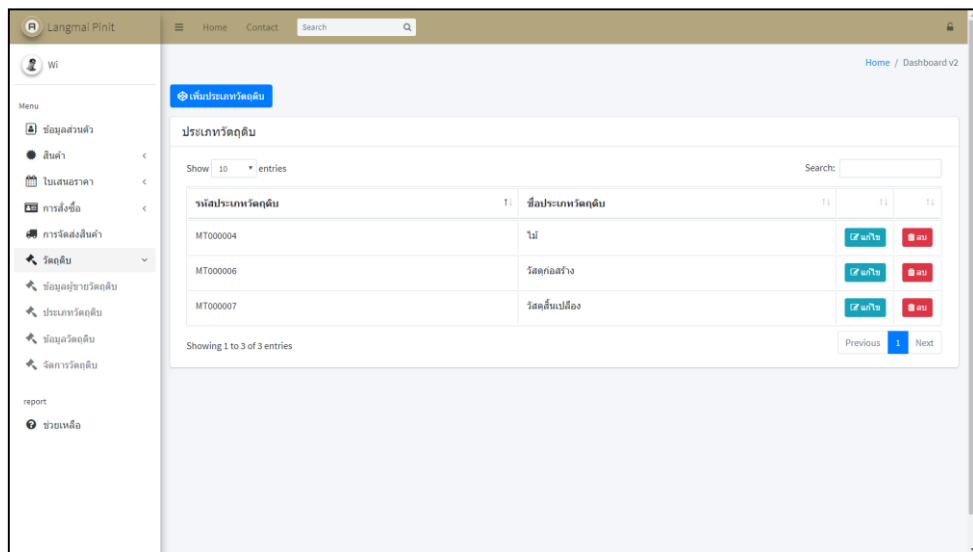 Langmai Pinit
Home Contact Search
Wi
Home / Dashboard v2
Menu
เพิ่มประเภทวัตถุดิบ
ข้อมูลส่วนตัว
สินค้า
ใบเสนอราคา
การสั่งซื้อ
การจัดส่งสินค้า
วัตถุดิบ
ข้อมูลผู้ขายวัตถุดิบ
ประเภทวัตถุดิบ
ข้อมูลวัตถุดิบ
จัดการวัตถุดิบ
report
ช่วยเหลือ
ประเภทวัตถุดิบ
Show 10 entries Search:
รหัสประเภทวัตถุดิบ ชื่อประเภทวัตถุดิบ
MT000004 ไม้ แก้ไข ลบ
MT000006 วัสดุก่อสร้าง แก้ไข ลบ
MT000007 วัสดุสิ้นเปลือง แก้ไข ลบ
Showing 1 to 3 of 3 entries Previous 1 Next